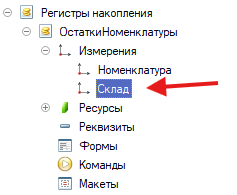 Регистры накопления
ОстаткиНоменклатуры
Измерения
Номенклатура
Склад
Ресурсы
Реквизиты
Формы
Команды
Макеты